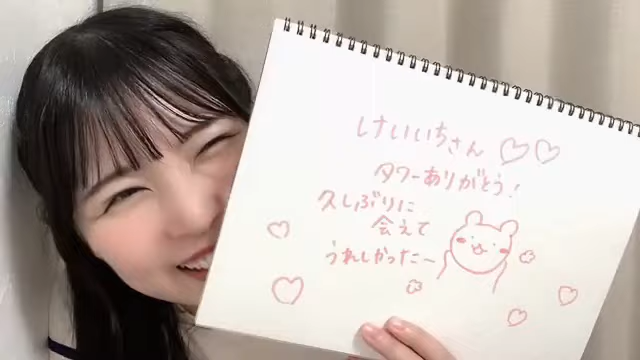 けいいちさん♡♡
タワーありがとう!
久しぶりに
会えて
うれしかったー